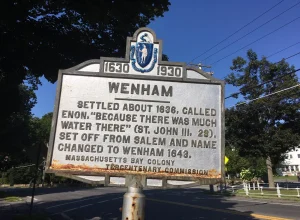 1630 1930
WENHAM
SETTLED ABOUT 1636, CALLED
ENON, "BECAUSE THERE WAS MUCH
WATER THERE" (ST. JOHN III. 23).
SET OFF FROM SALEM AND NAME
CHANGED TO WENHAM 1643.
MASSACHUSETTS BAY COLONY
TERCENTENARY COMMISSION